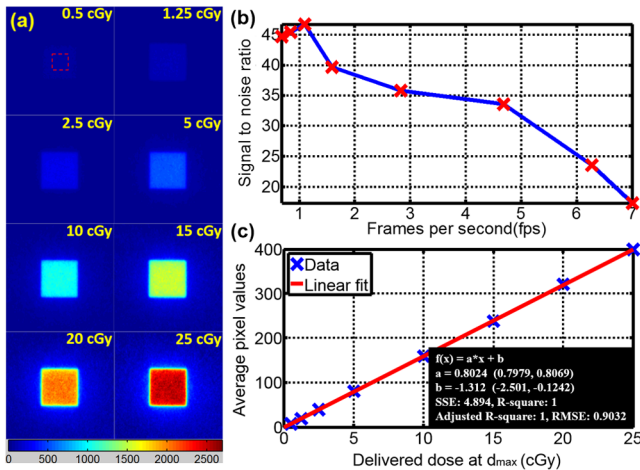 (a)
0.5 cGy 1.25 cGy
2.5 cGy 5 cGy
10 cGy 15 cGy
20 cGy 25 cGy
0 500 1000 1500 2000 2500
(b)
Signal to noise ratio
45
40
35
30
25
20
1 2 3 4 5 6 7
Frames per second(fps)
(c)
Average pixel values
400
300
200
100
0
Data
Linear fit
f(x) = a*x + b
a = 0.8024 (0.7979, 0.8069)
b = -1.312 (-2.501, -0.1242)
SSE: 4.894, R-square: 1
Adjusted R-square: 1, RMSE: 0.9032
0 5 10 15 20 25
Delivered dose at dmax (cGy)